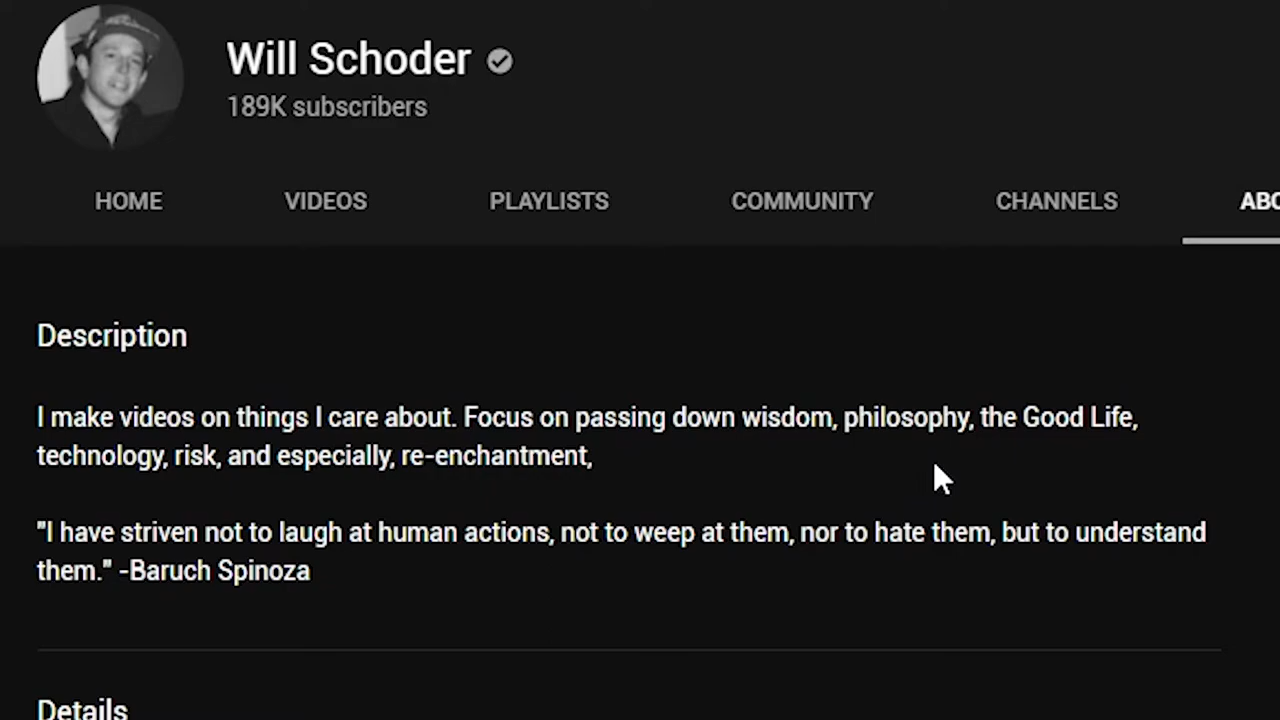 Will Schoder
189K subscribers
HOME VIDEOS PLAYLISTS COMMUNITY CHANNELS ABO
Description
I make videos on things I care about. Focus on passing down wisdom, philosophy, the Good Life,
technology, risk, and especially, re-enchantment,
"I have striven not to laugh at human actions, not to weep at them, nor to hate them, but to understand
them." -Baruch Spinoza
Details